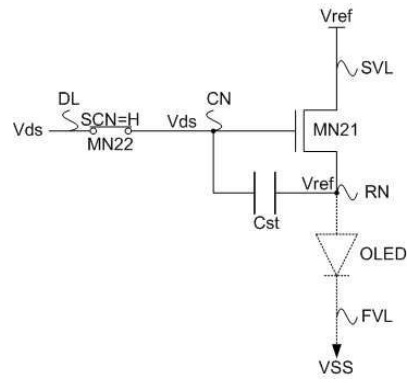 Vref
SVL
DL
SCN=H
CN
Vds
Vds
MN22
MN21
Vref
RN
Cst
OLED
FVL
VSS